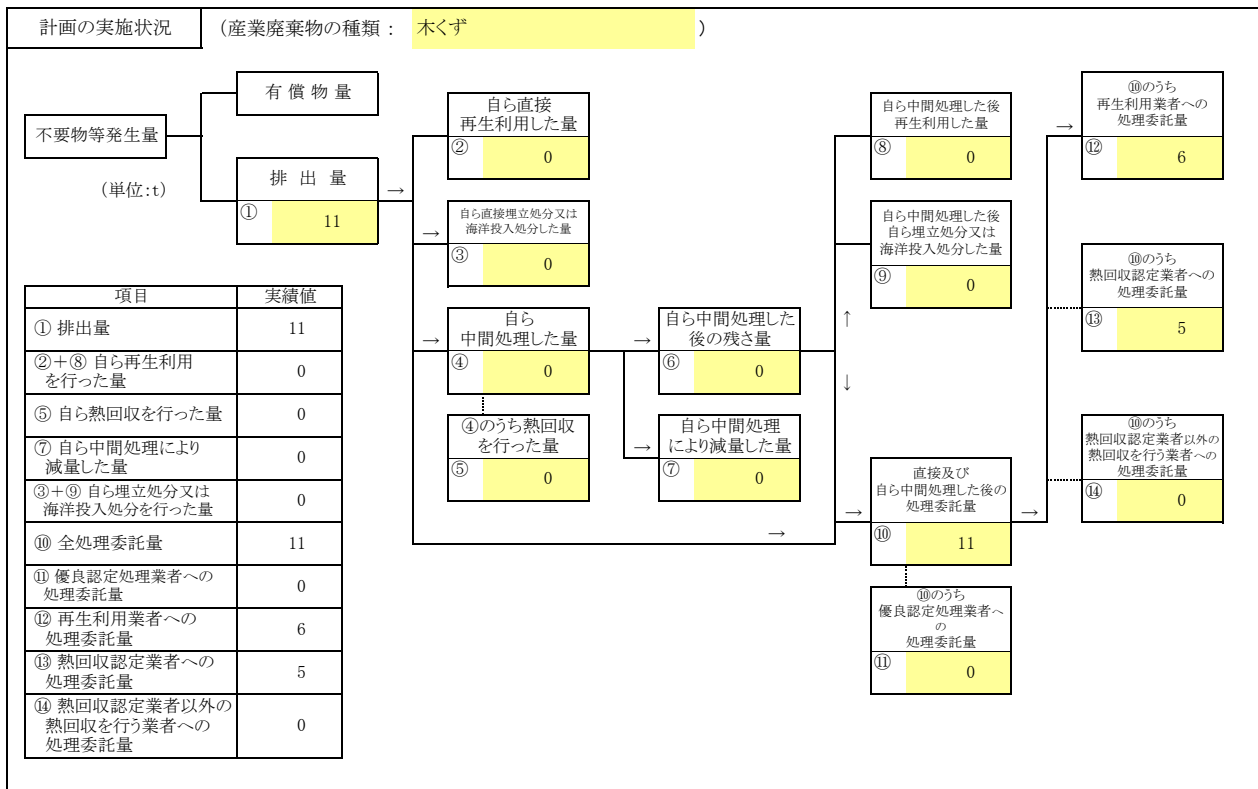 計画の実施状況
(産業廃棄物の種類： 木くず )
不要物等発生量
(単位:t)
有償物量
排出量
①
11
→
自ら直接
再生利用した量
②
0
→
自ら直接埋立処分又は
海洋投入処分した量
③
0
→
自ら
中間処理した量
④
0
④のうち熱回収
を行った量
⑤
0
→
自ら中間処理した
後の残さ量
⑥
0
→
自ら中間処理
により減量した量
⑦
0
→
自ら中間処理した後
再生利用した量
⑧
0
自ら中間処理した後
自ら埋立処分又は
海洋投入処分した量
⑨
0
↑
↓
→
直接及び
自ら中間処理した後の
処理委託量
⑩
11
→
⑩のうち
優良認定処理業者へ
の
処理委託量
⑪
0
→
⑩のうち
再生利用業者への
処理委託量
⑫
6
⑩のうち
熱回収認定業者への
処理委託量
⑬
5
⑩のうち
熱回収認定業者以外の
熱回収を行う業者への
処理委託量
⑭
0
項目 実績値
① 排出量 11
②＋⑧ 自ら再生利用
を行った量 0
⑤ 自ら熱回収を行った量 0
⑦ 自ら中間処理により
減量した量 0
③＋⑨ 自ら埋立処分又は
海洋投入処分を行った量 0
⑩ 全処理委託量 11
⑪ 優良認定処理業者への
処理委託量 0
⑫ 再生利用業者への
処理委託量 6
⑬ 熱回収認定業者への
処理委託量 5
⑭ 熱回収認定業者以外の
熱回収を行う業者への
処理委託量 0